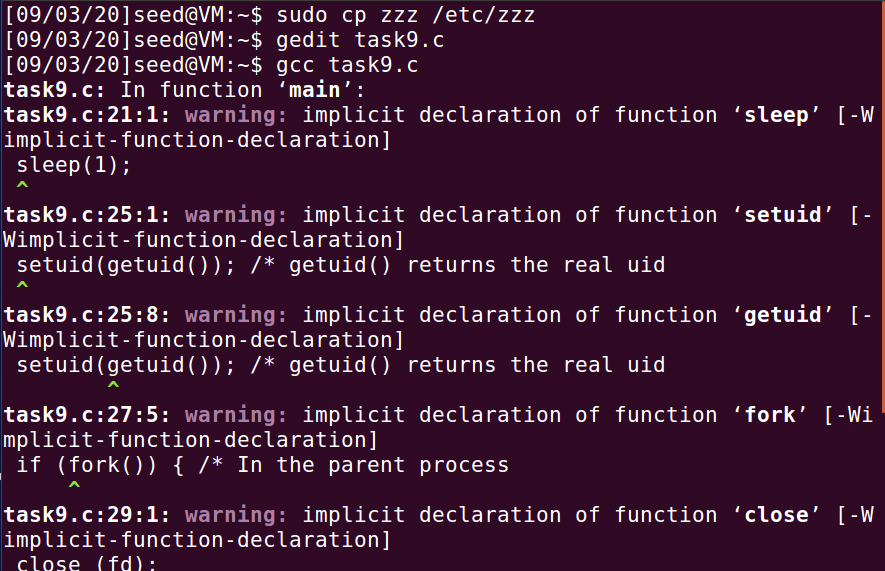 [09/03/20]seed@VM:~$ sudo cp zzz /etc/zzz
[09/03/20]seed@VM:~$ gedit task9.c
[09/03/20]seed@VM:~$ gcc task9.c
task9.c: In function ‘main’:
task9.c:21:1: warning: implicit declaration of function ‘sleep’ [-W
implicit-function-declaration]
 sleep(1);
 ^
task9.c:25:1: warning: implicit declaration of function ‘setuid’ [-
Wimplicit-function-declaration]
 setuid(getuid()); /* getuid() returns the real uid
 ^
task9.c:25:8: warning: implicit declaration of function ‘getuid’ [-
Wimplicit-function-declaration]
 setuid(getuid()); /* getuid() returns the real uid
        ^
task9.c:27:5: warning: implicit declaration of function ‘fork’ [-Wi
mplicit-function-declaration]
 if (fork()) { /* In the parent process
     ^
task9.c:29:1: warning: implicit declaration of function ‘close’ [-W
implicit-function-declaration]
 close (fd);